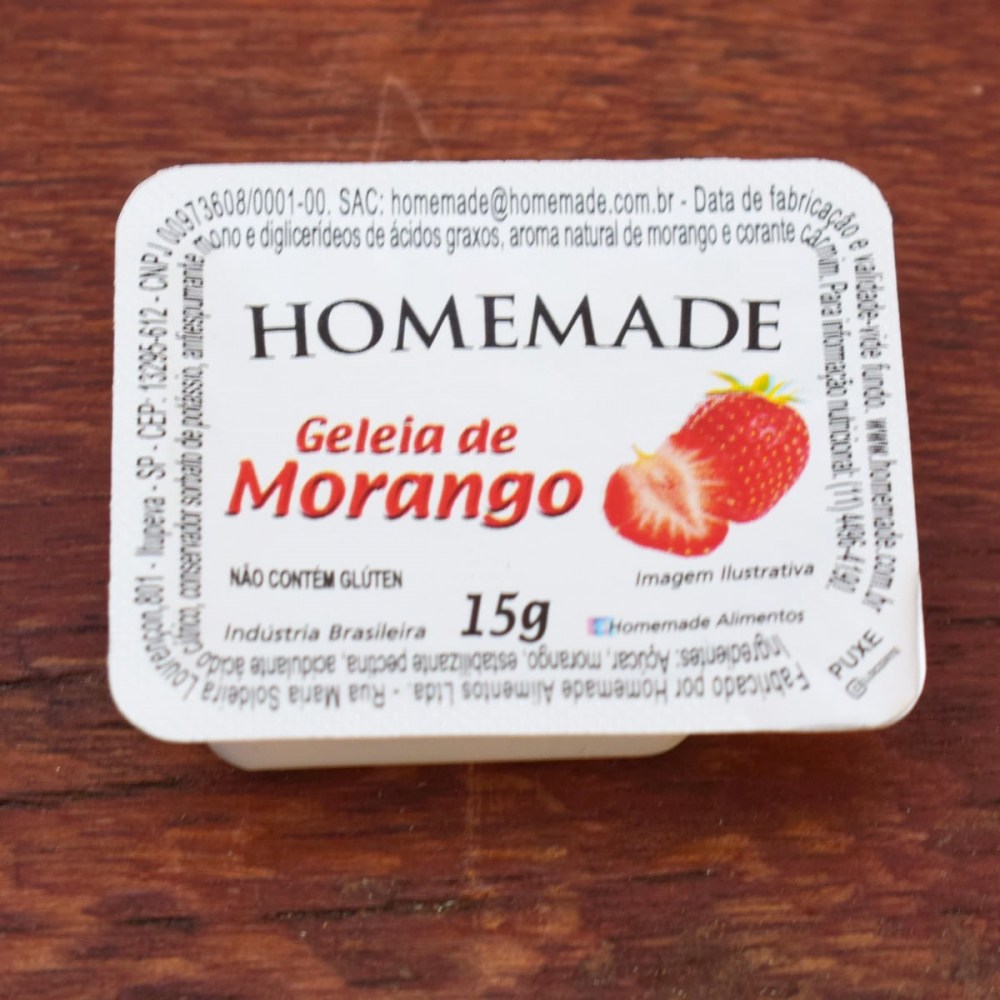 HOMEMADE
Geleia de
Morango
NÃO CONTÉM GLÚTEN
Imagem Ilustrativa
15g
Indústria Brasileira
Homemade Alimentos
PUXE
Fabricado por Homemade Alimentos Ltda. - Rua Maria Soldeira Lourençon, 801 - Itupeva - SP - CEP: 13295-612 - CNPJ 00973608/0001-00. SAC: homemade@homemade.com.br - Data de fabricação e validade-vide fundo. www.homemade.com.br
Ingredientes: Açúcar, morango, estabilizante pectina, acidulante ácido cítrico, conservador sorbato de potássio, antiespumante mono e diglicerídeos de ácidos graxos, aroma natural de morango e corante carmim. Para informação nutricional: (11) 4496-4192.